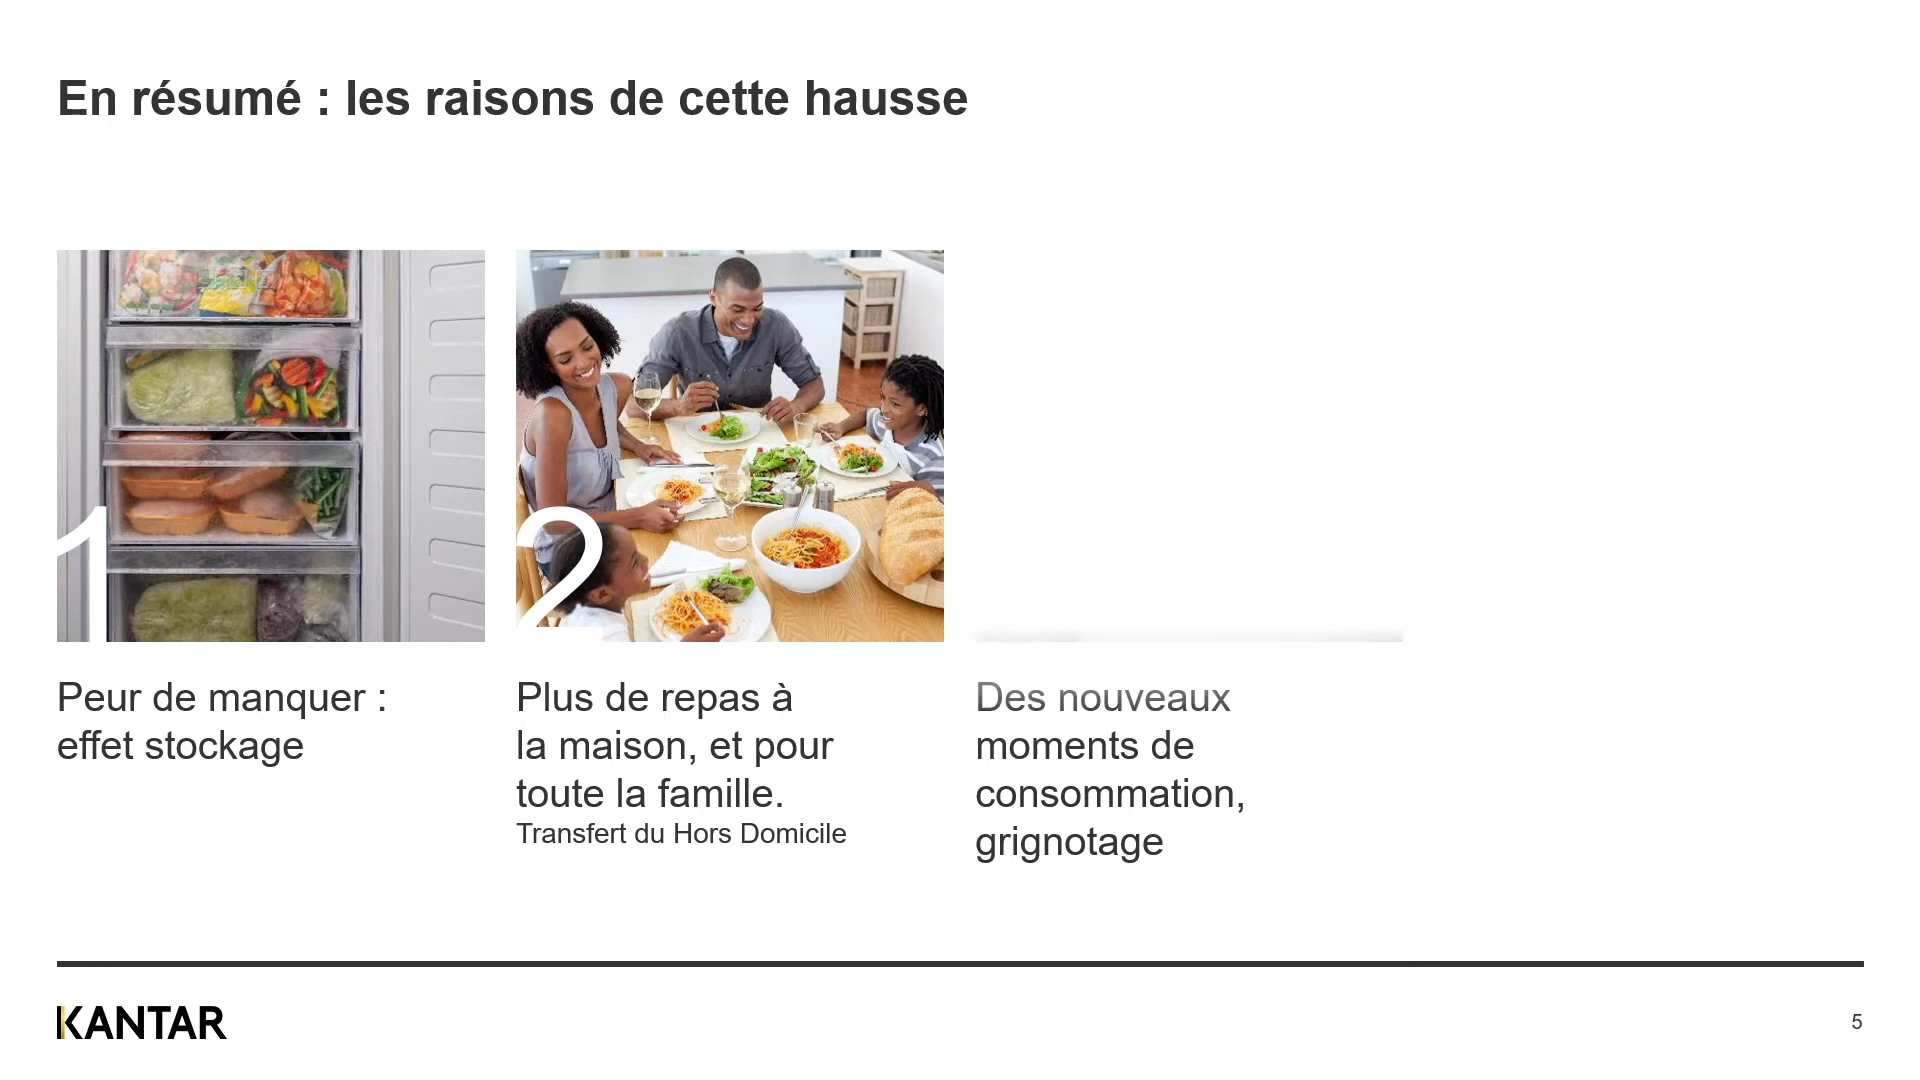 En résumé : les raisons de cette hausse
1
2
Peur de manquer :
effet stockage
Plus de repas à
la maison, et pour
toute la famille.
Transfert du Hors Domicile
Des nouveaux
moments de
consommation,
grignotage
KANTAR
5